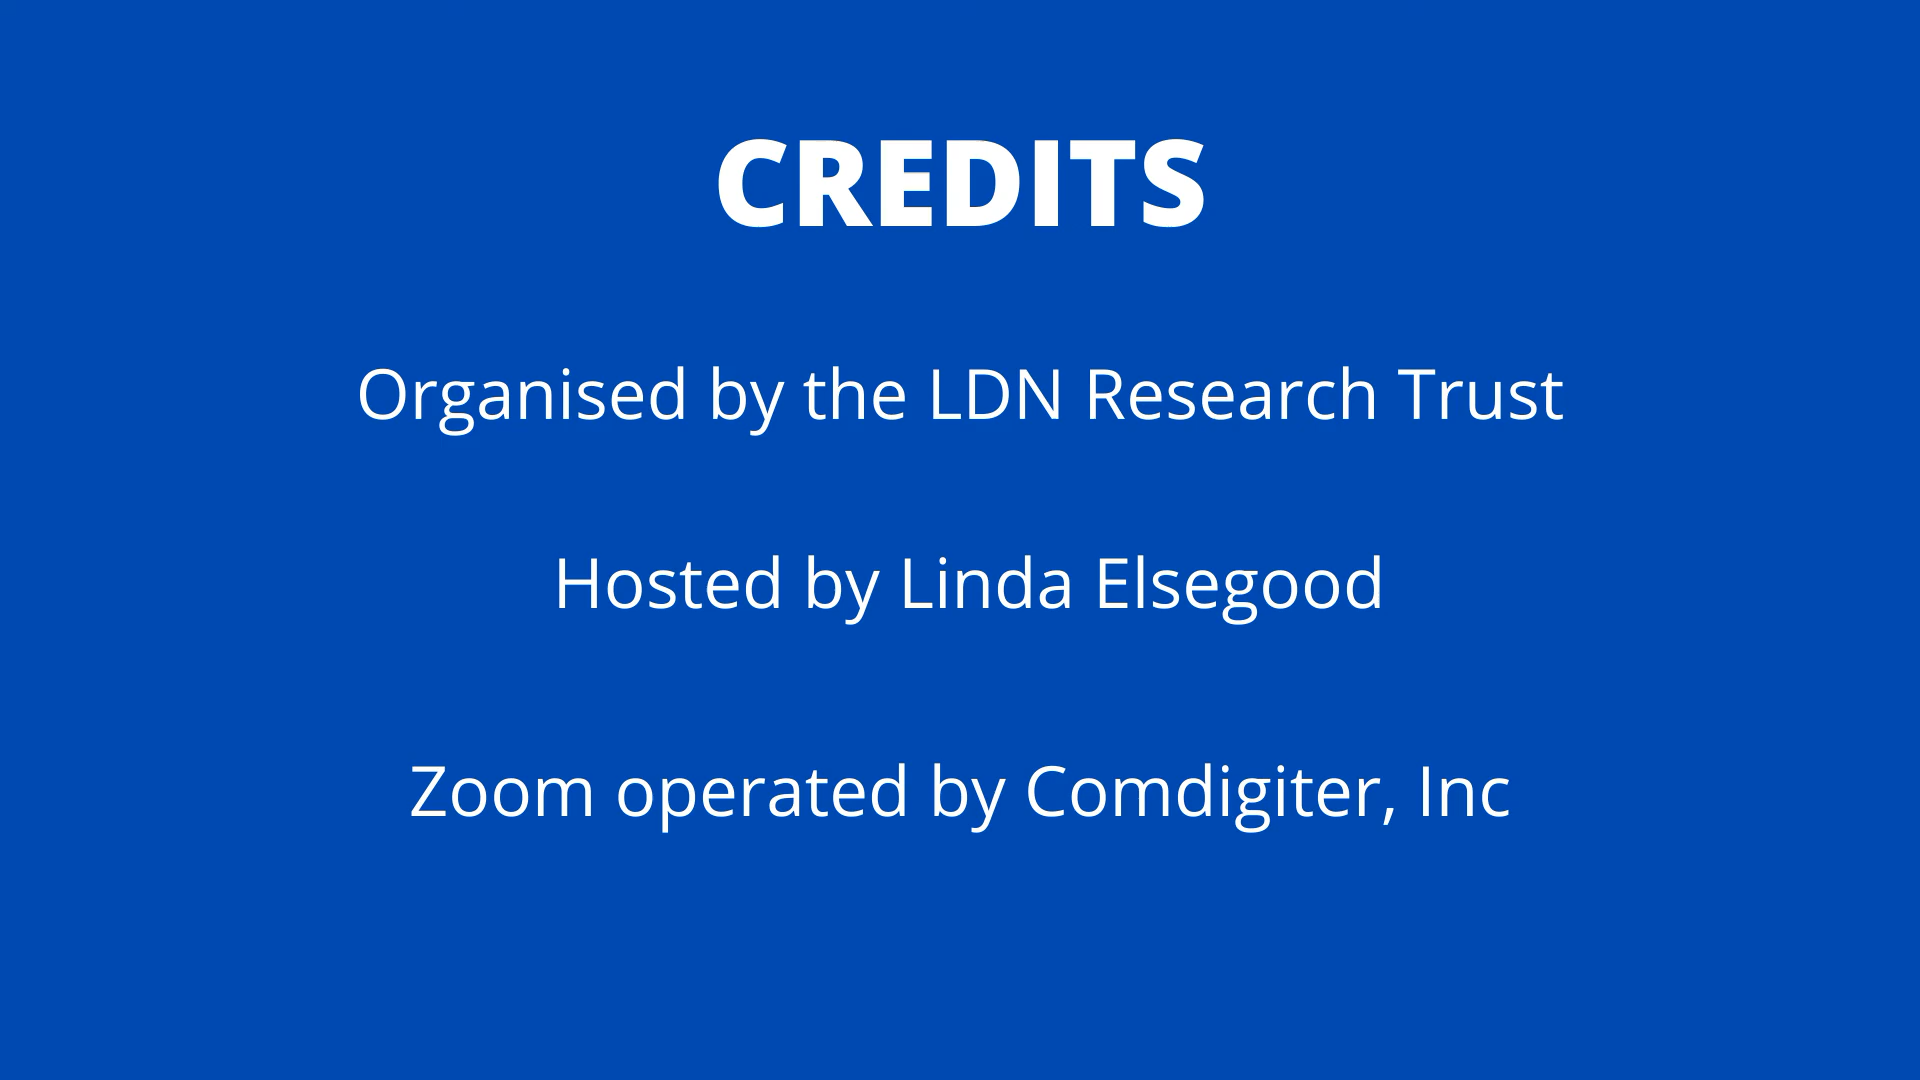 CREDITS
Organised by the LDN Research Trust
Hosted by Linda Elsegood
Zoom operated by Comdigiter, Inc